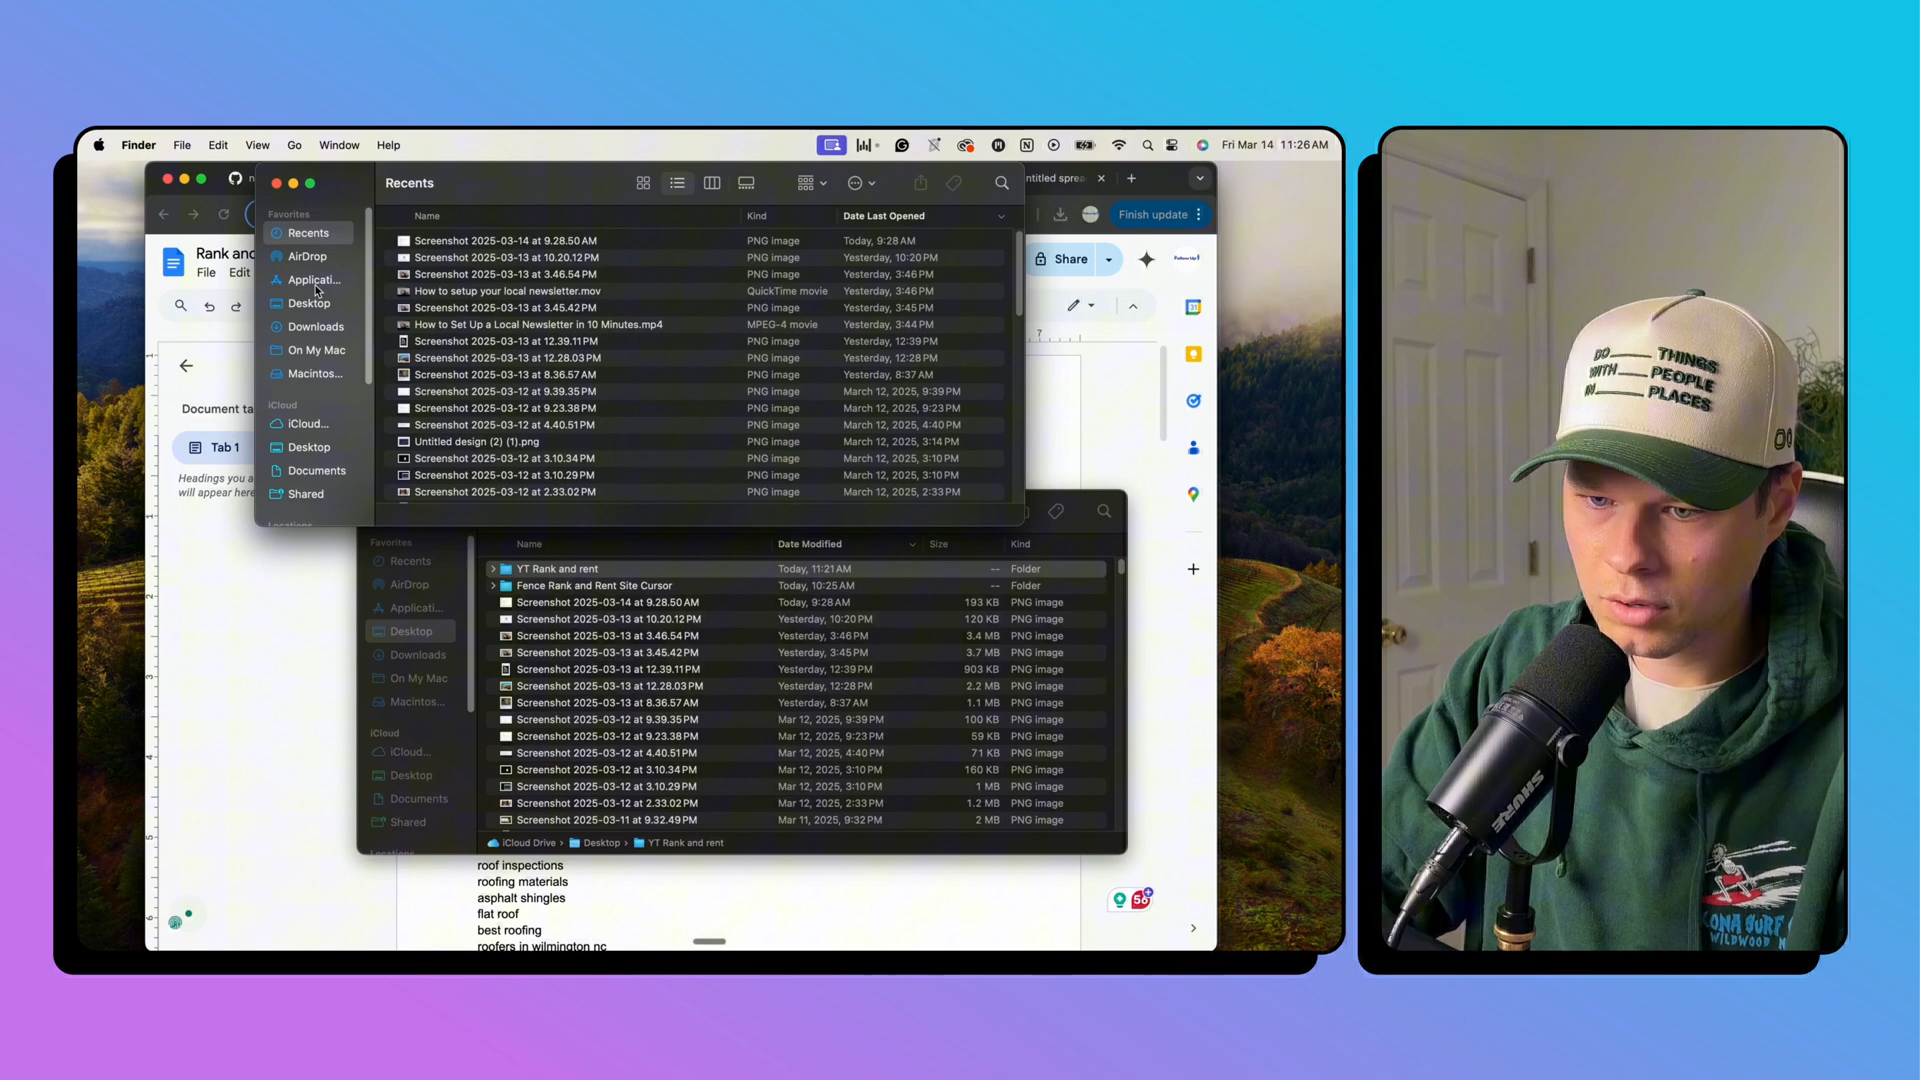 Finder File Edit View Go Window Help
Fri Mar 14 11:26 AM
Recents
ntitled sprea
Finish update
Favorites
Recents
AirDrop
Applicati...
Desktop
Downloads
On My Mac
Macintos...
iCloud
iCloud...
Desktop
Documents
Shared
Name Kind Date Last Opened
Screenshot 2025-03-14 at 9.28.50 AM PNG image Today, 9:28 AM
Screenshot 2025-03-13 at 10.20.12 PM PNG image Yesterday, 10:20 PM
Screenshot 2025-03-13 at 3.46.54 PM PNG image Yesterday, 3:46 PM
How to setup your local newsletter.mov QuickTime movie Yesterday, 3:46 PM
Screenshot 2025-03-13 at 3.45.42 PM PNG image Yesterday, 3:45 PM
How to Set Up a Local Newsletter in 10 Minutes.mp4 MPEG-4 movie Yesterday, 3:44 PM
Screenshot 2025-03-13 at 12.39.11 PM PNG image Yesterday, 12:39 PM
Screenshot 2025-03-13 at 12.28.03 PM PNG image Yesterday, 12:28 PM
Screenshot 2025-03-13 at 8.36.57 AM PNG image Yesterday, 8:37 AM
Screenshot 2025-03-12 at 9.39.35 PM PNG image March 12, 2025, 9:39 PM
Screenshot 2025-03-12 at 9.23.38 PM PNG image March 12, 2025, 9:23 PM
Screenshot 2025-03-12 at 4.40.51 PM PNG image March 12, 2025, 4:40 PM
Untitled design (2) (1).png PNG image March 12, 2025, 3:14 PM
Screenshot 2025-03-12 at 3.10.34 PM PNG image March 12, 2025, 3:10 PM
Screenshot 2025-03-12 at 3.10.29 PM PNG image March 12, 2025, 3:10 PM
Screenshot 2025-03-12 at 2.33.02 PM PNG image March 12, 2025, 2:33 PM
Rank and
File Edit
Share
7
Document ta
Tab 1
Headings you a
will appear here
Favorites
Recents
AirDrop
Applicati...
Desktop
Downloads
On My Mac
Macintos...
iCloud
iCloud...
Desktop
Documents
Shared
Name Date Modified Size Kind
YT Rank and rent Today, 11:21 AM -- Folder
Fence Rank and Rent Site Cursor Today, 10:25 AM -- Folder
Screenshot 2025-03-14 at 9.28.50 AM Today, 9:28 AM 193 KB PNG image
Screenshot 2025-03-13 at 10.20.12 PM Yesterday, 10:20 PM 120 KB PNG image
Screenshot 2025-03-13 at 3.46.54 PM Yesterday, 3:46 PM 3.4 MB PNG image
Screenshot 2025-03-13 at 3.45.42 PM Yesterday, 3:45 PM 3.7 MB PNG image
Screenshot 2025-03-13 at 12.39.11 PM Yesterday, 12:39 PM 903 KB PNG image
Screenshot 2025-03-13 at 12.28.03 PM Yesterday, 12:28 PM 2.2 MB PNG image
Screenshot 2025-03-13 at 8.36.57 AM Yesterday, 8:37 AM 1.1 MB PNG image
Screenshot 2025-03-12 at 9.39.35 PM Mar 12, 2025, 9:39 PM 100 KB PNG image
Screenshot 2025-03-12 at 9.23.38 PM Mar 12, 2025, 9:23 PM 59 KB PNG image
Screenshot 2025-03-12 at 4.40.51 PM Mar 12, 2025, 4:40 PM 71 KB PNG image
Screenshot 2025-03-12 at 3.10.34 PM Mar 12, 2025, 3:10 PM 160 KB PNG image
Screenshot 2025-03-12 at 3.10.29 PM Mar 12, 2025, 3:10 PM 1 MB PNG image
Screenshot 2025-03-12 at 2.33.02 PM Mar 12, 2025, 2:33 PM 1.2 MB PNG image
Screenshot 2025-03-11 at 9.32.49 PM Mar 11, 2025, 9:32 PM 2 MB PNG image
iCloud Drive › Desktop › YT Rank and rent
roof inspections
roofing materials
asphalt shingles
flat roof
best roofing
roofers in wilmington nc
56
DO____ THINGS
WITH____ PEOPLE
IN____ PLACES
SHURE
CONA SURF
WILDWOOD N